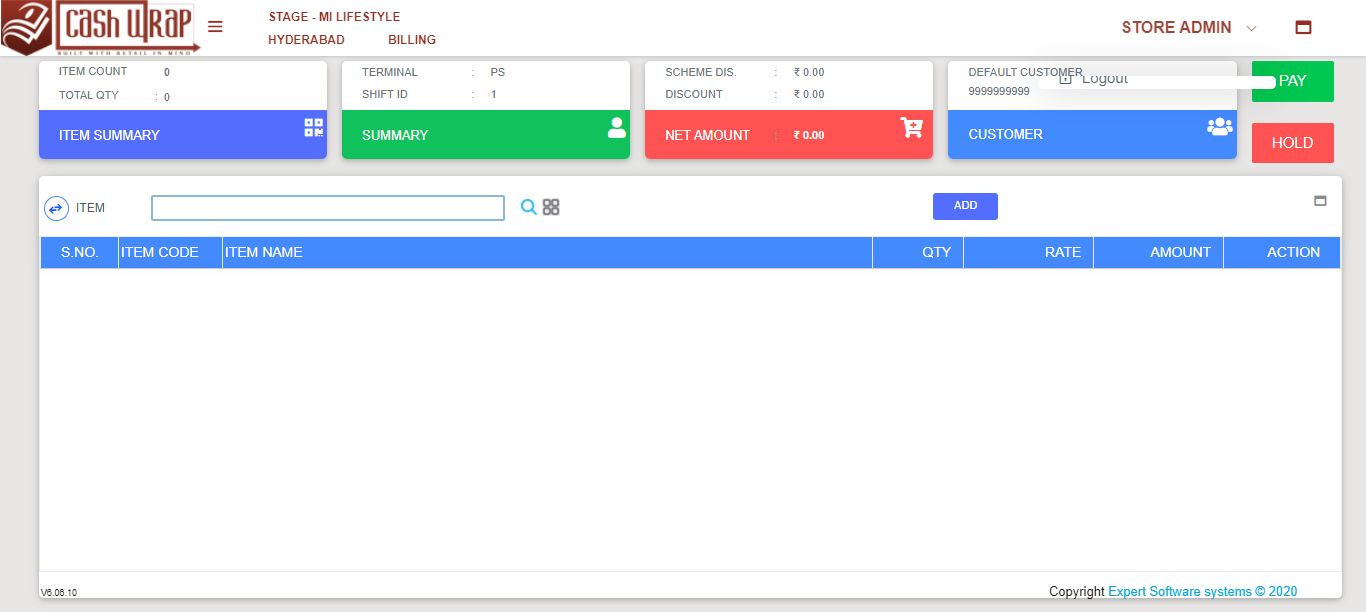 CASH WRAP
BUILT WITH RETAIL IN MIND
STAGE - MI LIFESTYLE
HYDERABAD BILLING
STORE ADMIN
ITEM COUNT 0
TOTAL QTY : 0
ITEM SUMMARY
TERMINAL : PS
SHIFT ID : 1
SUMMARY
SCHEME DIS. : ₹ 0.00
DISCOUNT : ₹ 0.00
NET AMOUNT : ₹ 0.00
DEFAULT CUSTOMER
Logout
9999999999
CUSTOMER
PAY
HOLD
ITEM
ADD
S.NO. ITEM CODE ITEM NAME QTY RATE AMOUNT ACTION
V6.06.10
Copyright Expert Software systems © 2020